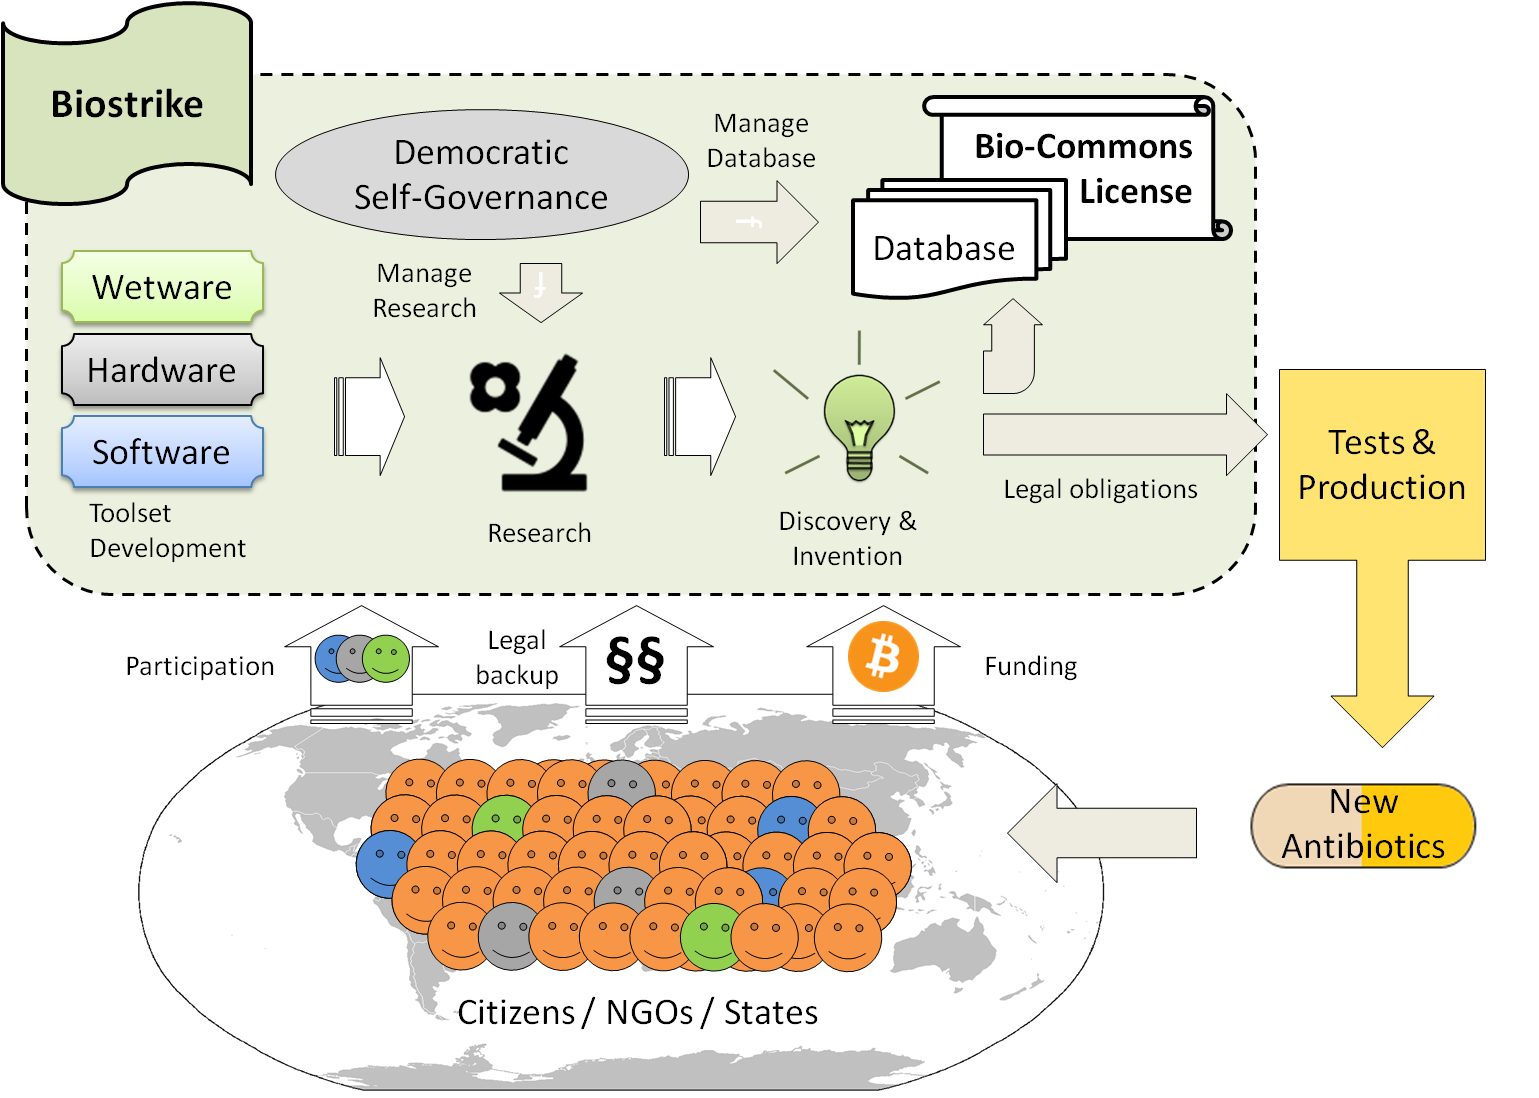 Biostrike
Democratic
Self-Governance
Manage
Database
Bio-Commons
License
Database
Wetware
Hardware
Software
Toolset
Development
Manage
Research
Research
Discovery &
Invention
Legal obligations
Tests &
Production
Participation
Legal
backup
§§
Funding
New
Antibiotics
Citizens / NGOs / States